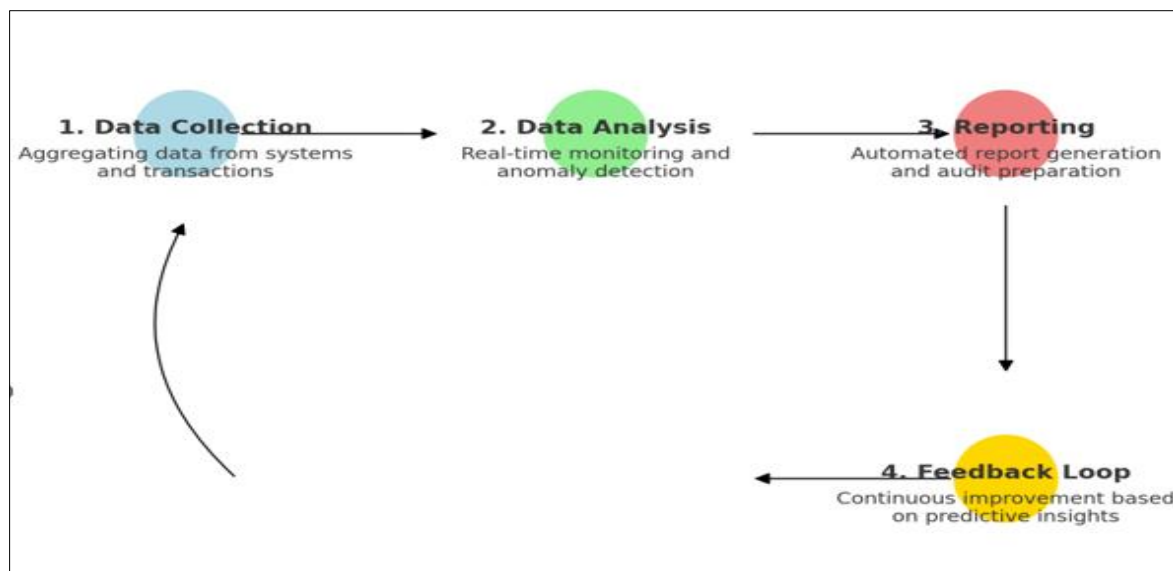 1. Data Collection
Aggregating data from systems
and transactions
2. Data Analysis
Real-time monitoring and
anomaly detection
3. Reporting
Automated report generation
and audit preparation
4. Feedback Loop
Continuous improvement based
on predictive insights